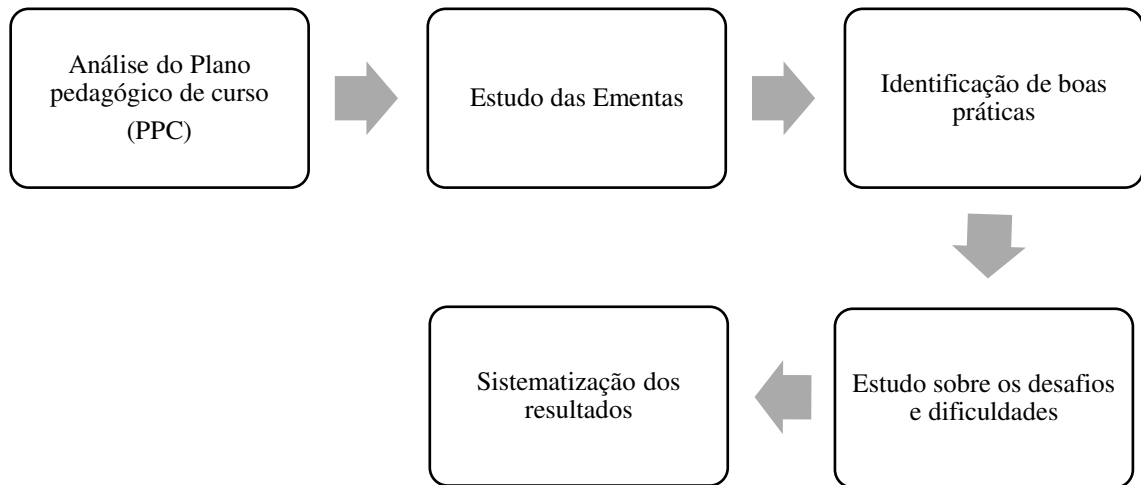 Análise do Plano
pedagógico de curso
(PPC)
Estudo das Ementas
Identificação de boas
práticas
Estudo sobre os desafios
e dificuldades
Sistematização dos
resultados